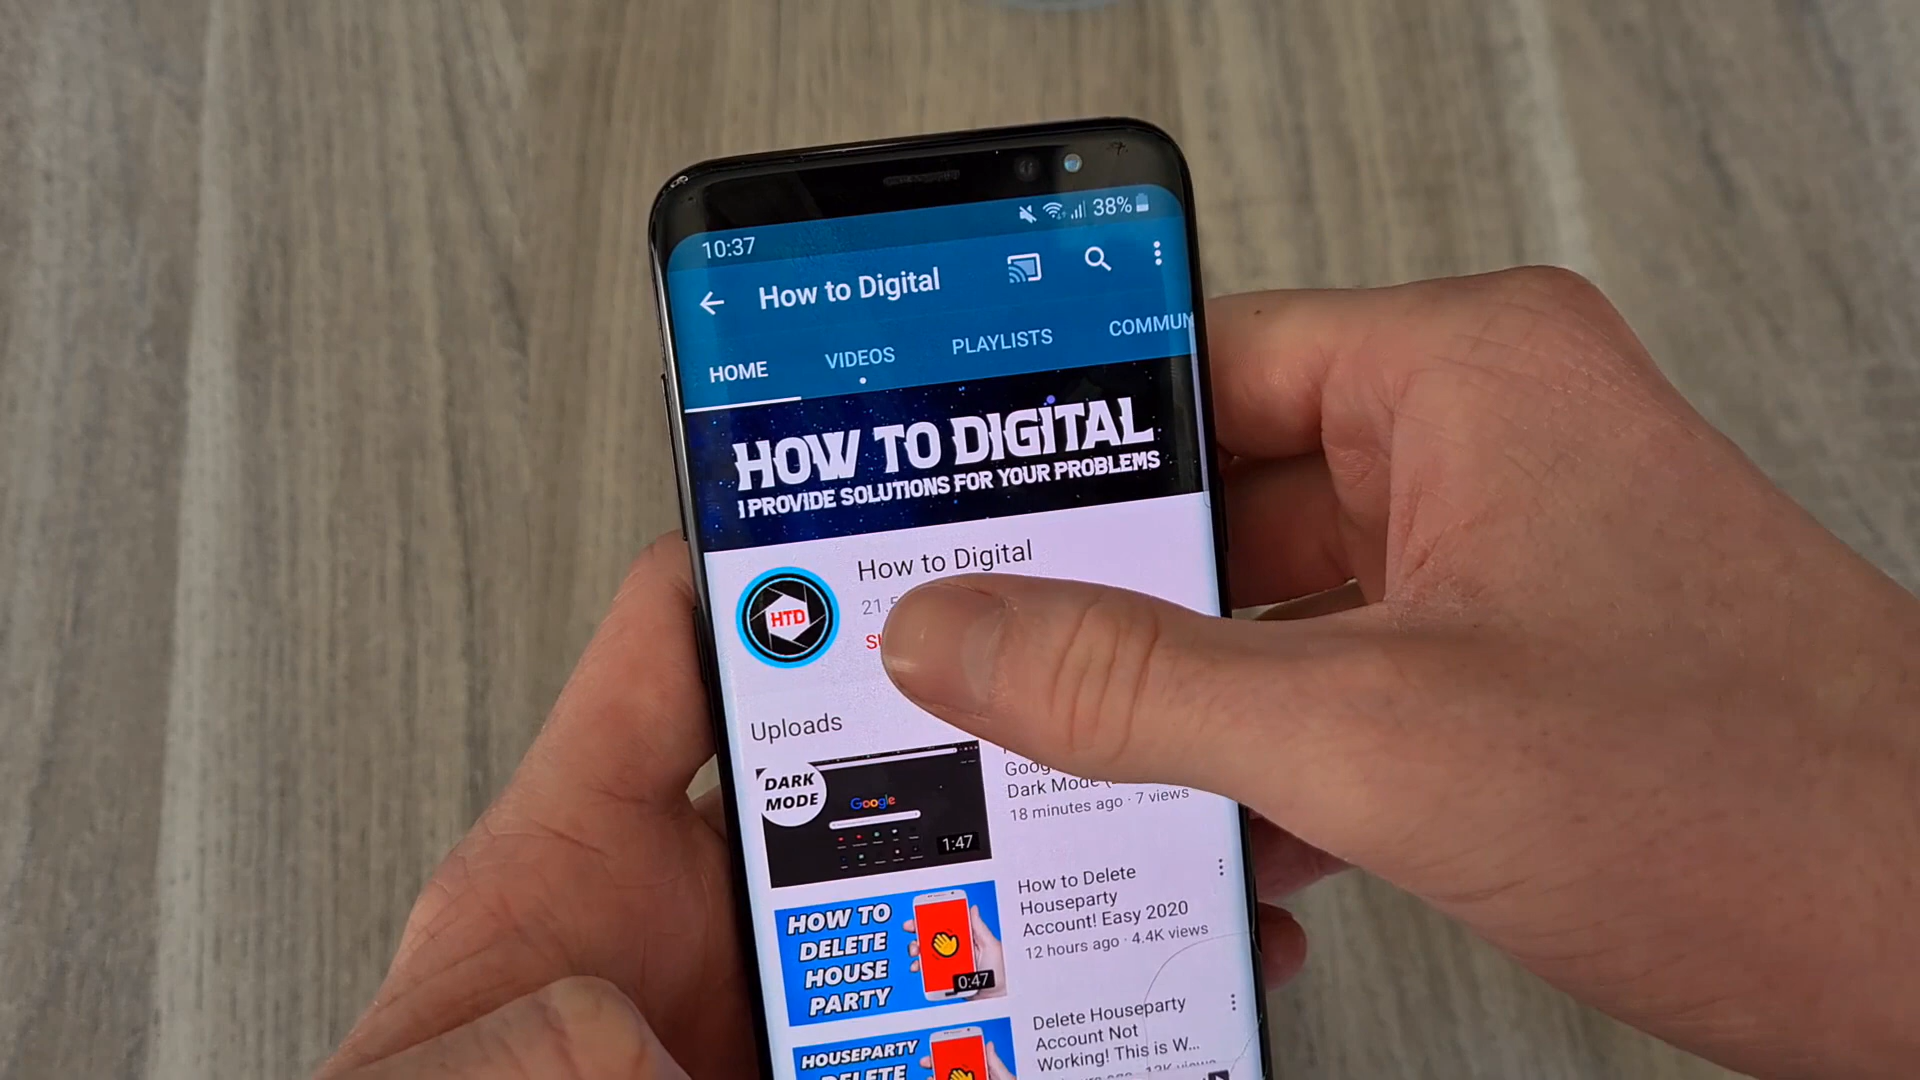 10:37
38%
How to Digital
HOME VIDEOS PLAYLISTS COMMUN
HOW TO DIGITAL
I PROVIDE SOLUTIONS FOR YOUR PROBLEMS
HTD
How to Digital
21.5
Uploads
DARK
MODE
Google
1:47
Dark Mode
18 minutes ago · 7 views
HOW TO
DELETE
HOUSE
PARTY
0:47
How to Delete
Houseparty
Account! Easy 2020
12 hours ago · 4.4K views
HOUSEPARTY
DELETE
Delete Houseparty
Account Not
Working! This is W...